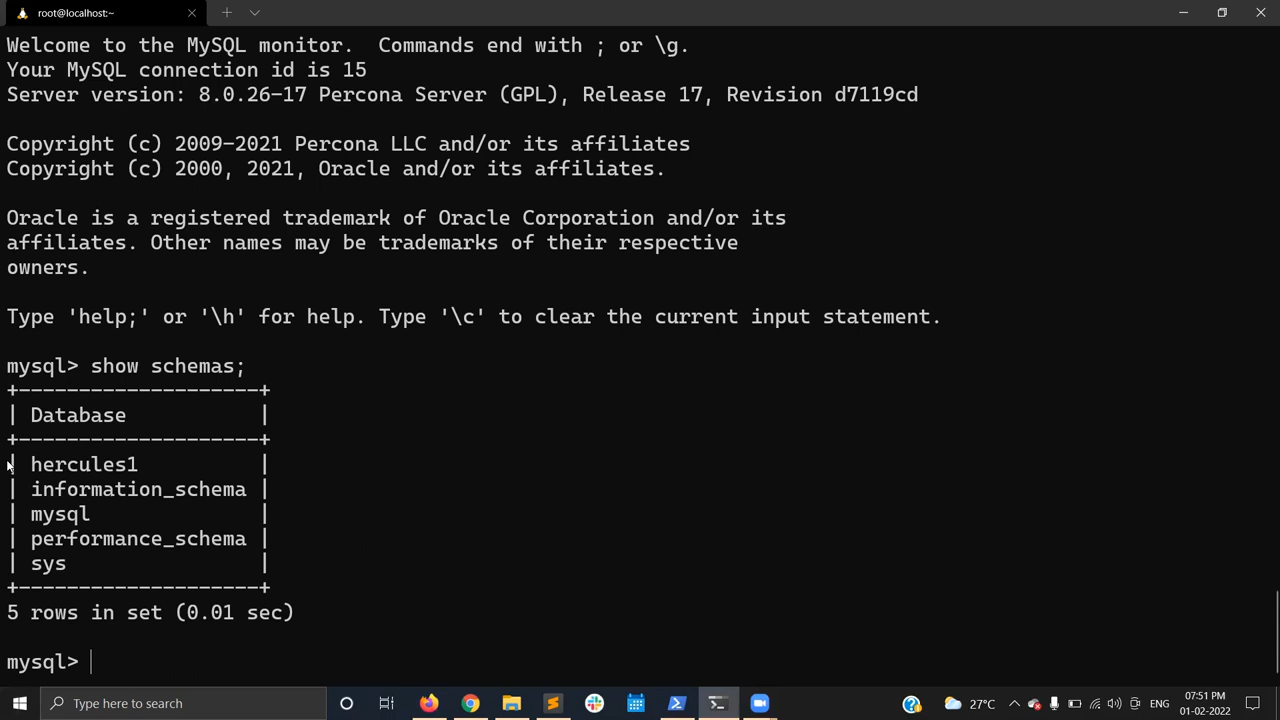 root@localhost:~
Welcome to the MySQL monitor.  Commands end with ; or \g.
Your MySQL connection id is 15
Server version: 8.0.26-17 Percona Server (GPL), Release 17, Revision d7119cd
Copyright (c) 2009-2021 Percona LLC and/or its affiliates
Copyright (c) 2000, 2021, Oracle and/or its affiliates.
Oracle is a registered trademark of Oracle Corporation and/or its
affiliates. Other names may be trademarks of their respective
owners.
Type 'help;' or '\h' for help. Type '\c' to clear the current input statement.
mysql> show schemas;
+--------------------+
| Database           |
+--------------------+
| hercules1          |
| information_schema |
| mysql              |
| performance_schema |
| sys                |
+--------------------+
5 rows in set (0.01 sec)
mysql>
Type here to search
27°C
ENG
07:51 PM
01-02-2022